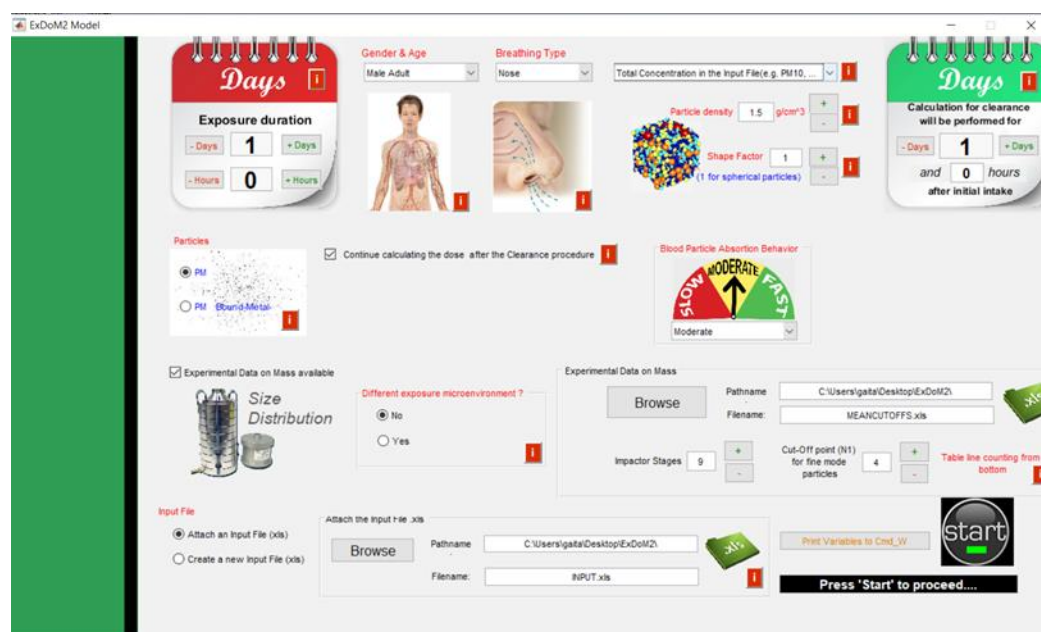 ExDoM2 Model
Days
i
Exposure duration
- Days 1 + Days
- Hours 0 + Hours
Gender & Age
Male Adult
i
Breathing Type
Nose
i
Total Concentration in the Input File(e.g. PM10, ... i
Particle density 1.5 g/cm^3 + - i
Shape Factor 1 + - i
(1 for spherical particles)
Days
i
Calculation for clearance
will be performed for
- Days 1 + Days
and 0 hours
after initial intake
Particles
PM
PM Bound-Metal
i
Continue calculating the dose after the Clearance procedure i
Blood Particle Absortion Behavior
SLOW MODERATE FAST
Moderate
Experimental Data on Mass available
Size
Distribution
Different exposure microenvironment ?
No
Yes
i
Experimental Data on Mass
Browse
Pathname C:\Users\gaita\Desktop\ExDoM2\
Filename: MEANCUTOFFS.xls
.xls
Impactor Stages 9 + -
Cut-Off point (N1)
for fine mode
particles
4 + -
Table line counting from
bottom
Input File
Attach an Input File (xls)
Create a new Input File (xls)
Attach the Input File .xls
Browse
Pathname C:\Users\gaita\Desktop\ExDoM2\
Filename: INPUT.xls
.xls
i
Print Variables to Cmd_W
start
Press 'Start' to proceed....